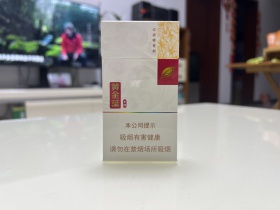 黄金葉
本公司提示
吸烟有害健康
请勿在禁烟场所吸烟